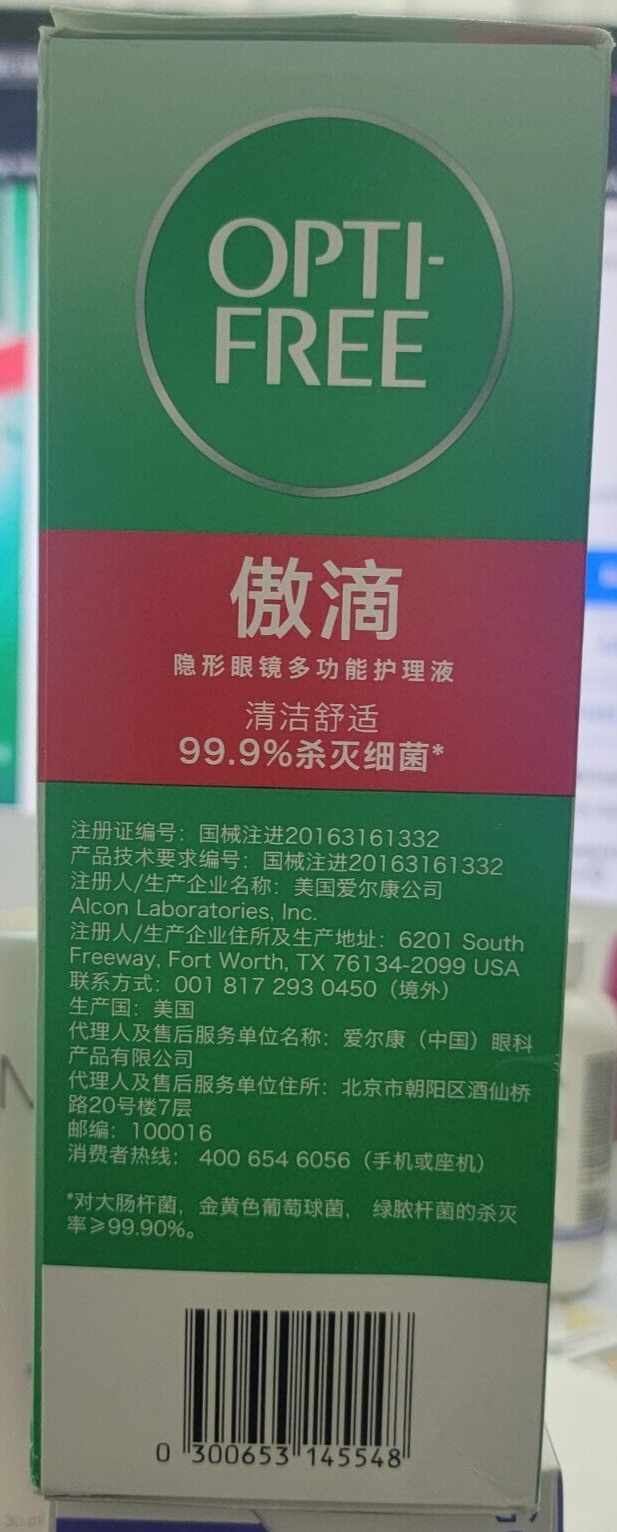 OPTI-
FREE
傲滴
隐形眼镜多功能护理液
清洁舒适
99.9%杀灭细菌*
注册证编号：国械注进20163161332
产品技术要求编号：国械注进20163161332
注册人/生产企业名称：美国爱尔康公司
Alcon Laboratories, Inc.
注册人/生产企业住所及生产地址：6201 South
Freeway, Fort Worth, TX 76134-2099 USA
联系方式：001 817 293 0450（境外）
生产国：美国
代理人及售后服务单位名称：爱尔康（中国）眼科
产品有限公司
代理人及售后服务单位住所：北京市朝阳区酒仙桥
路20号楼7层
邮编：100016
消费者热线： 400 654 6056（手机或座机）
*对大肠杆菌，金黄色葡萄球菌， 绿脓杆菌的杀灭
率≥99.90%。
0 300653 145548